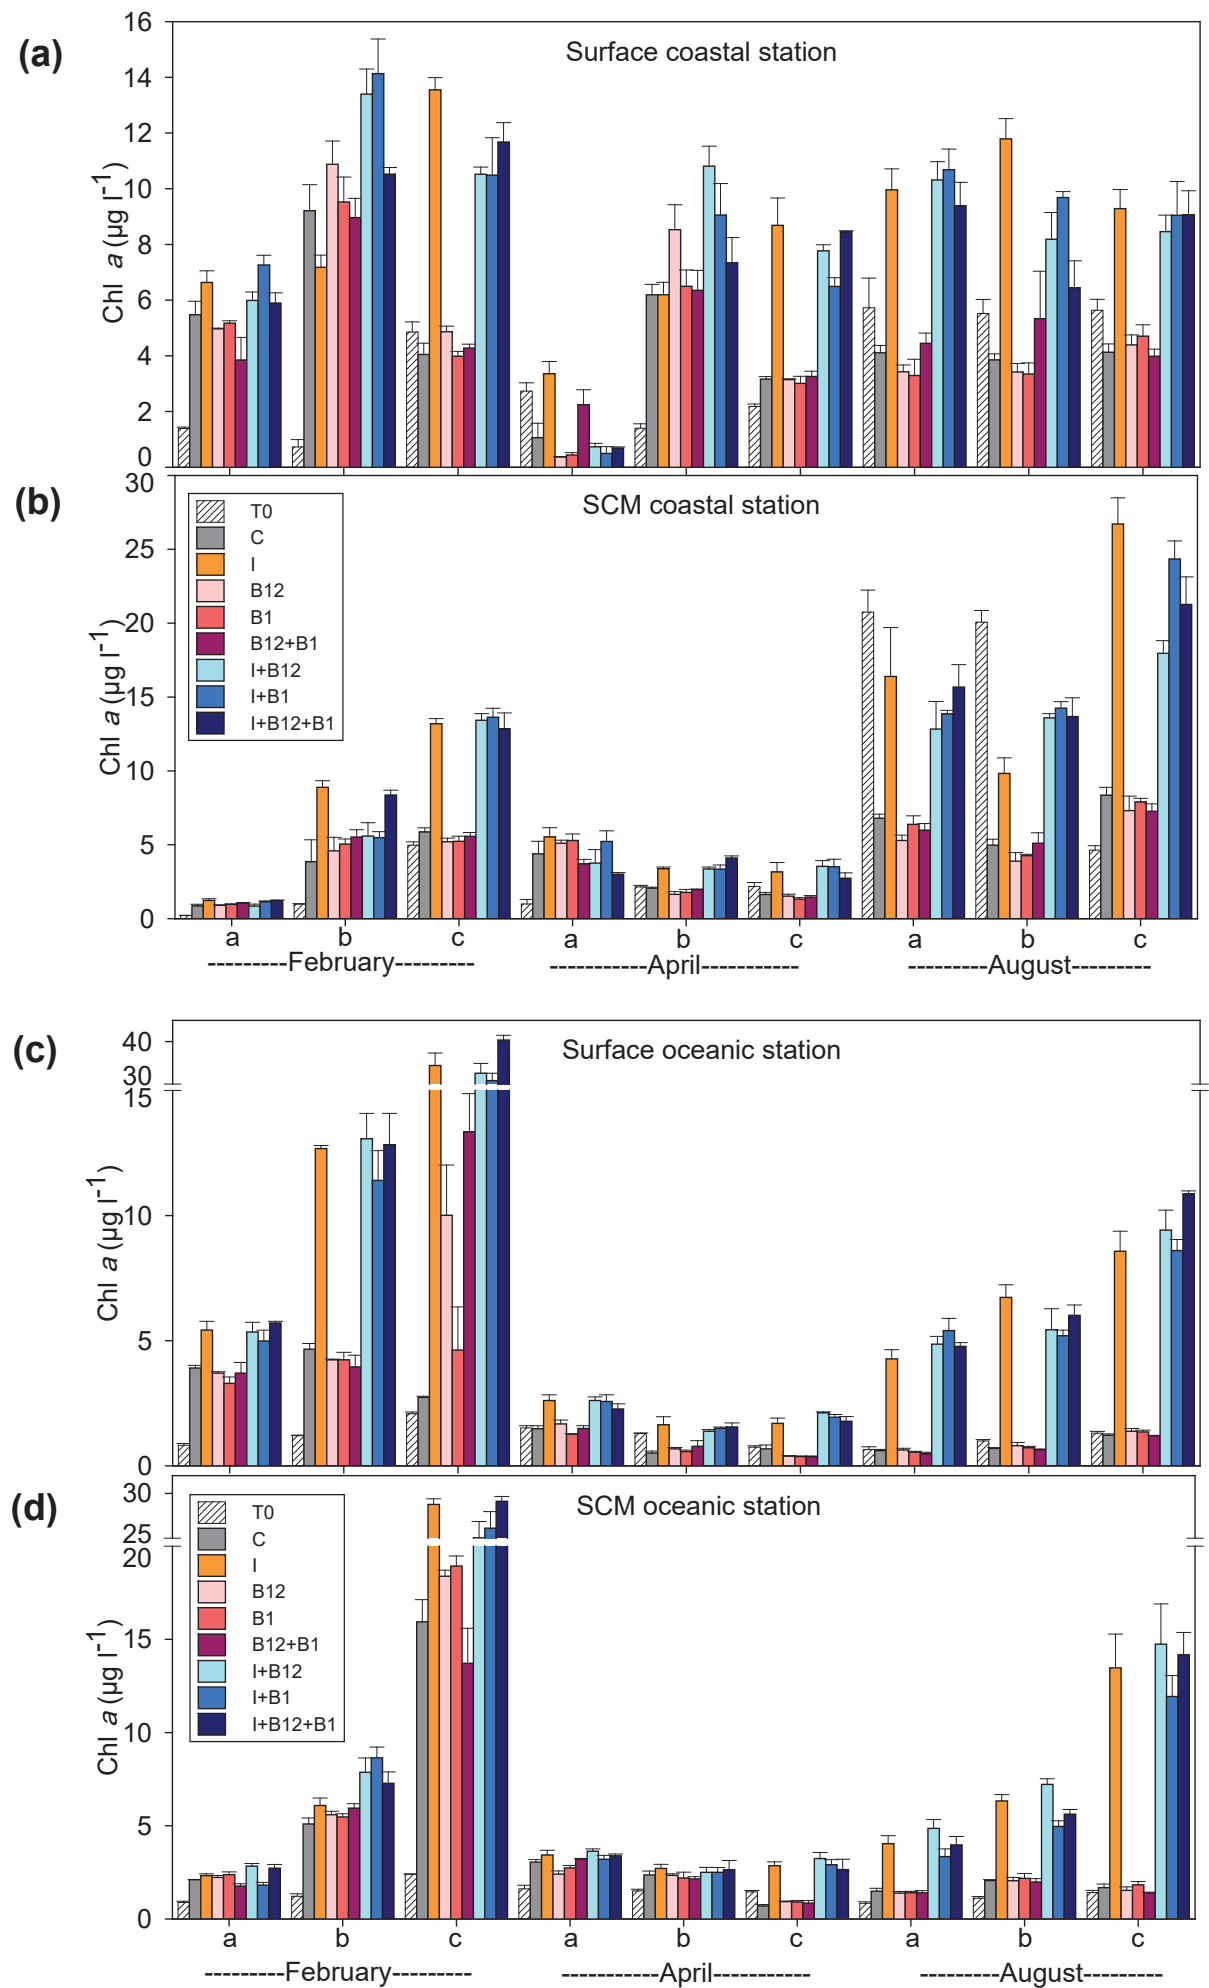 (a)
Surface coastal station
Chl a (µg l-1)
16
14
12
10
8
6
4
2
0
(b)
SCM coastal station
Chl a (µg l-1)
30
25
20
15
10
5
0
T0
C
I
B12
B1
B12+B1
I+B12
I+B1
I+B12+B1
a b c a b c a b c
---------February--------- -----------April----------- ---------August---------
(c)
Surface oceanic station
Chl a (µg l-1)
40
30
15
10
5
0
(d)
SCM oceanic station
Chl a (µg l-1)
30
25
20
15
10
5
0
T0
C
I
B12
B1
B12+B1
I+B12
I+B1
I+B12+B1
a b c a b c a b c
---------February--------- -----------April----------- ---------August---------